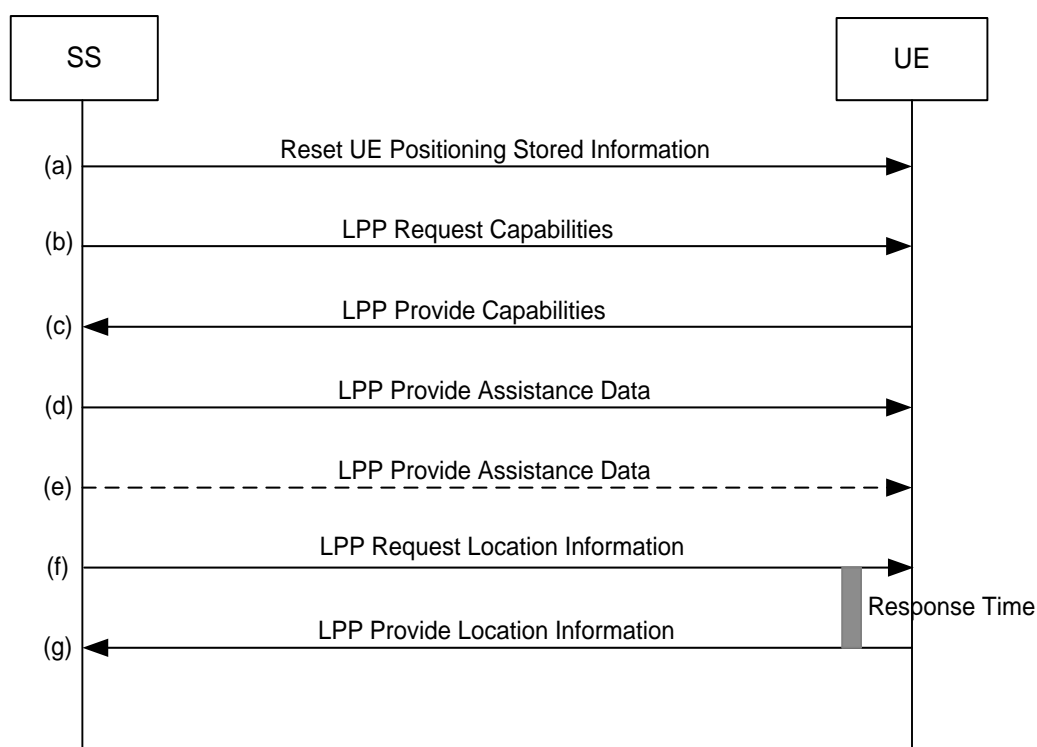 SS
UE
(a)
Reset UE Positioning Stored Information
(b)
LPP Request Capabilities
(c)
LPP Provide Capabilities
(d)
LPP Provide Assistance Data
(e)
LPP Provide Assistance Data
(f)
LPP Request Location Information
Response Time
(g)
LPP Provide Location Information